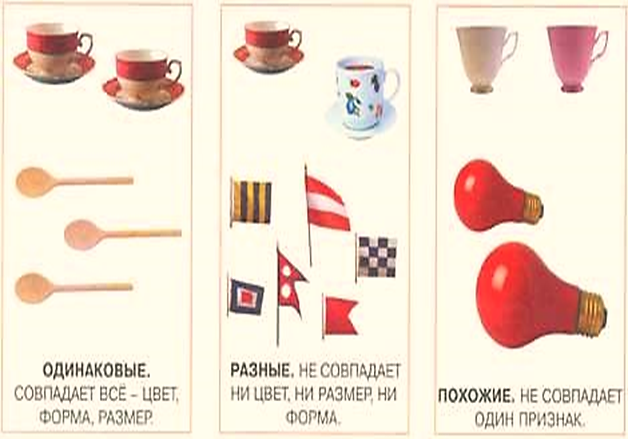 ОДИНАКОВЫЕ.
СОВПАДАЕТ ВСЁ – ЦВЕТ,
ФОРМА, РАЗМЕР.
РАЗНЫЕ. НЕ СОВПАДАЕТ
НИ ЦВЕТ, НИ РАЗМЕР, НИ
ФОРМА.
ПОХОЖИЕ. НЕ СОВПАДАЕТ
ОДИН ПРИЗНАК.